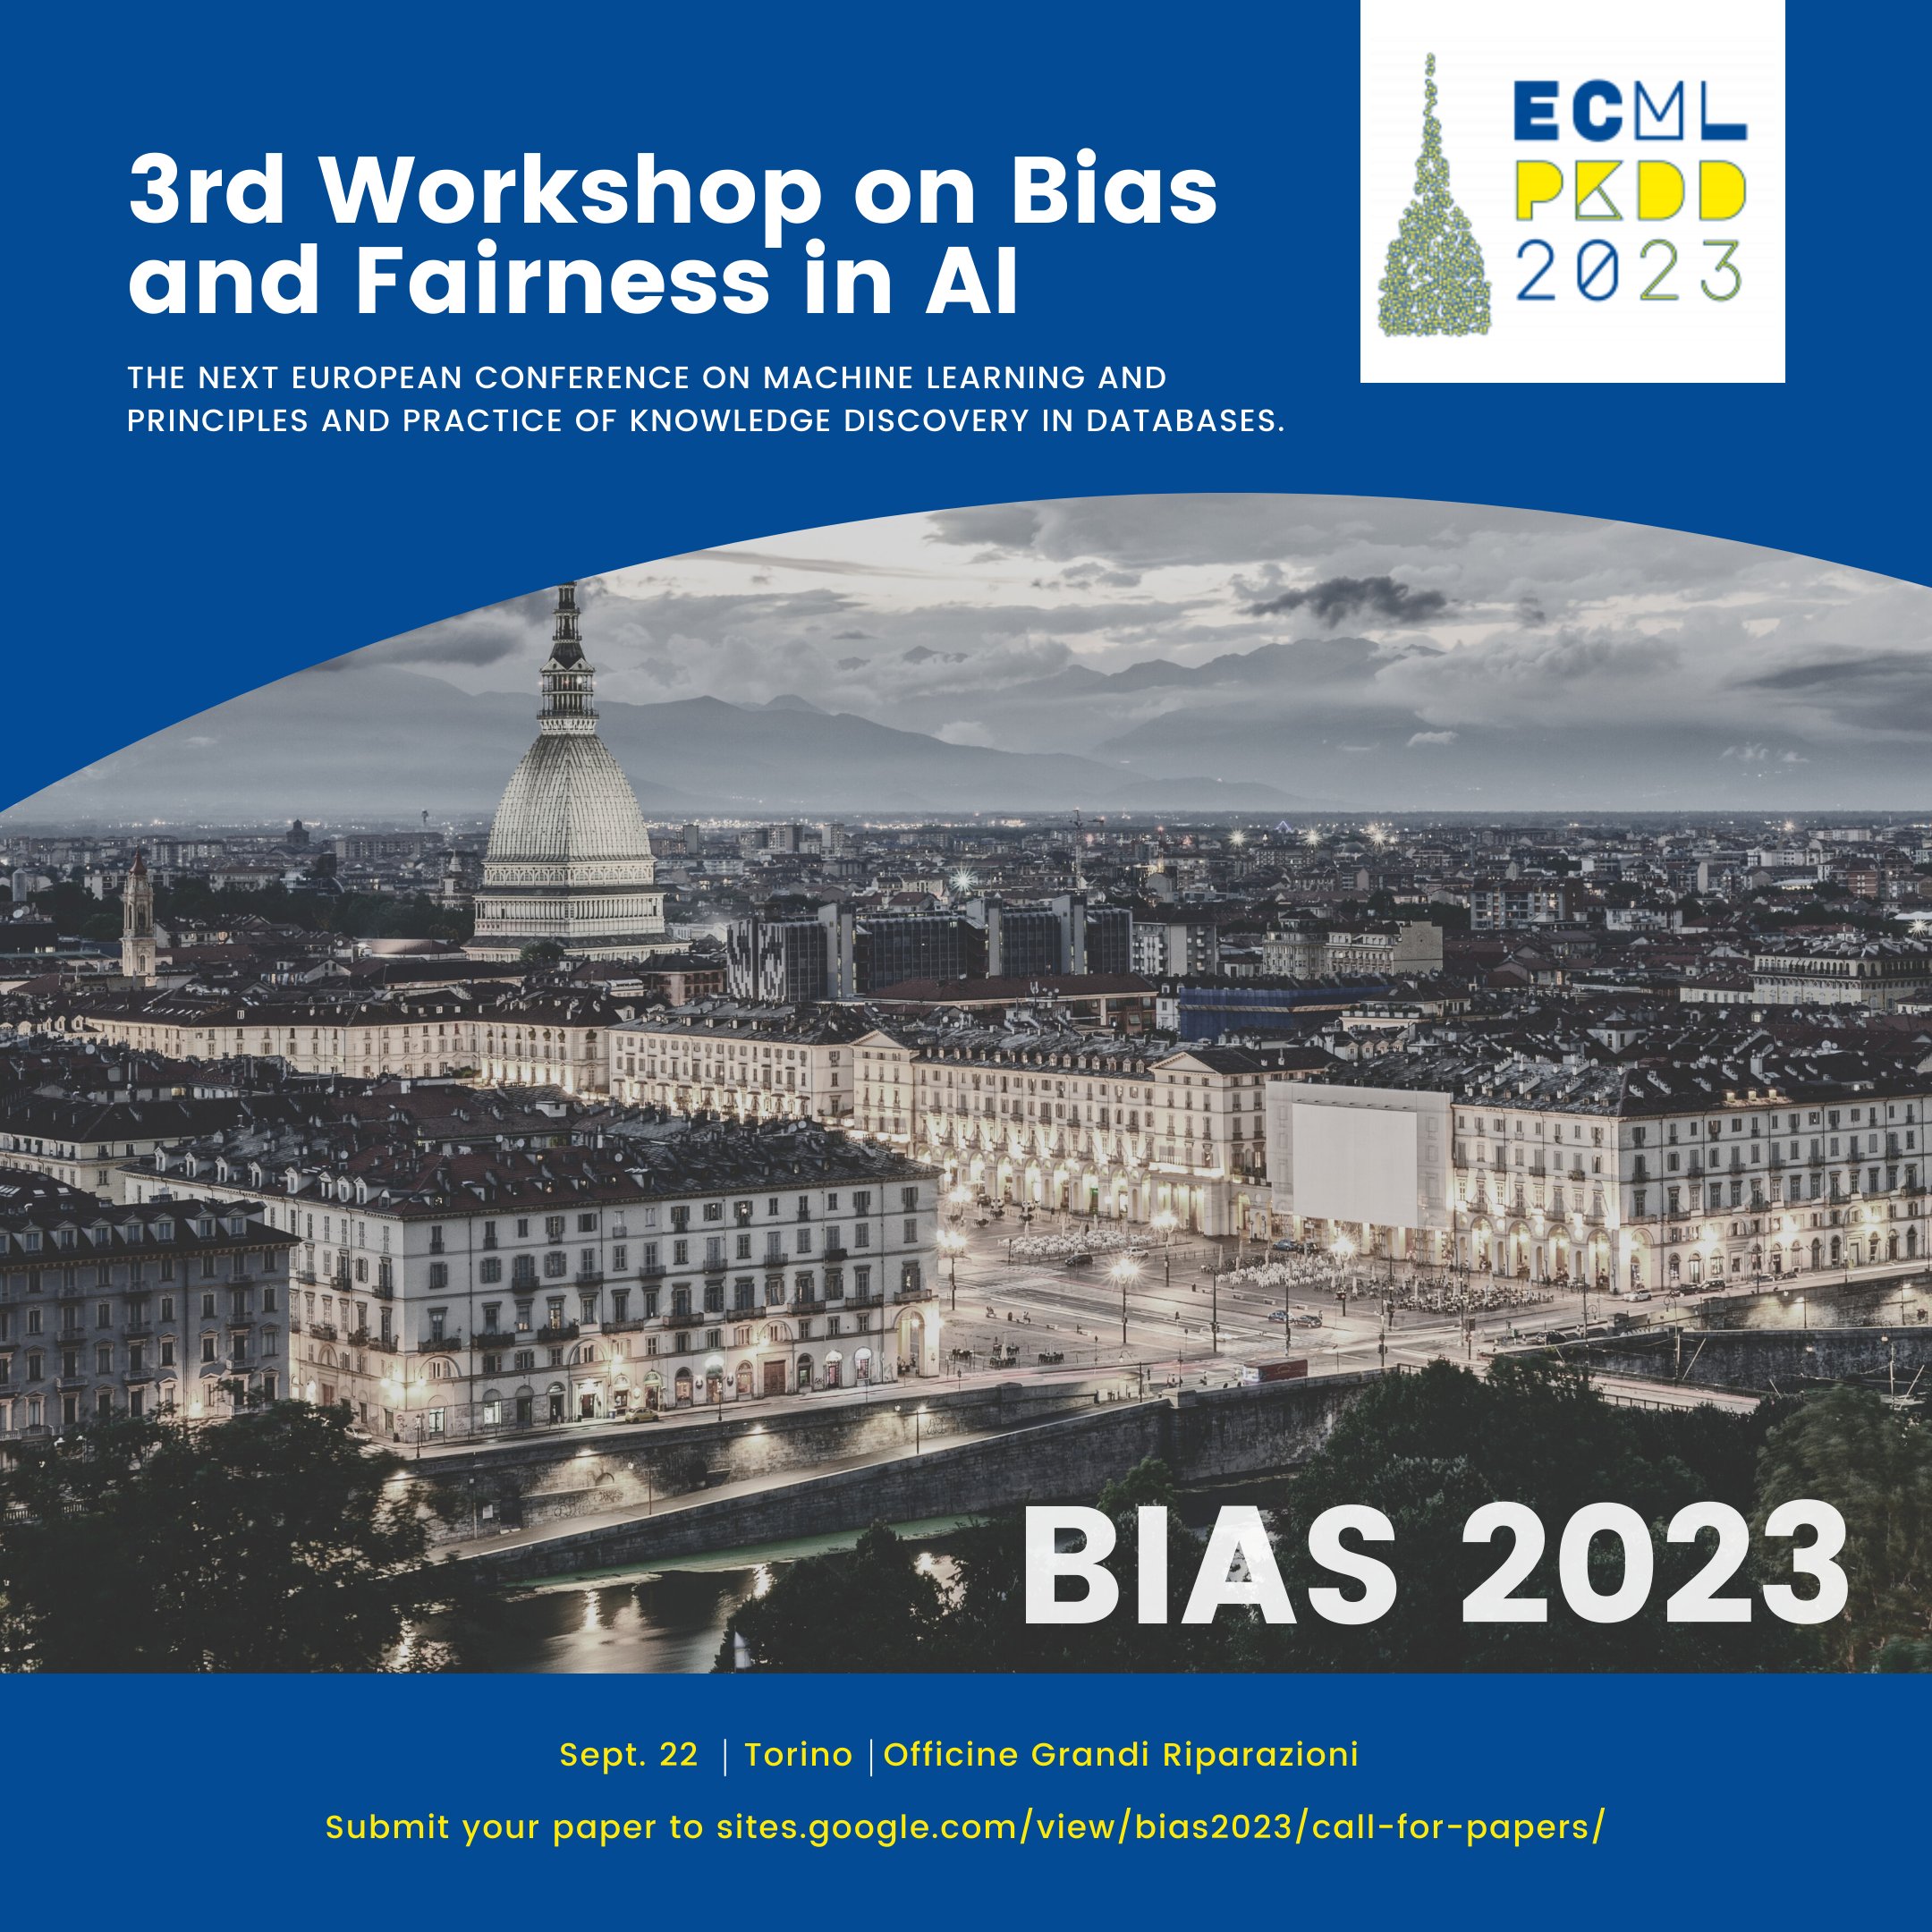 3rd Workshop on Bias
and Fairness in AI
THE NEXT EUROPEAN CONFERENCE ON MACHINE LEARNING AND
PRINCIPLES AND PRACTICE OF KNOWLEDGE DISCOVERY IN DATABASES.
ECML
PKDD
2023
BIAS 2023
Sept. 22 | Torino | Officine Grandi Riparazioni
Submit your paper to sites.google.com/view/bias2023/call-for-papers/